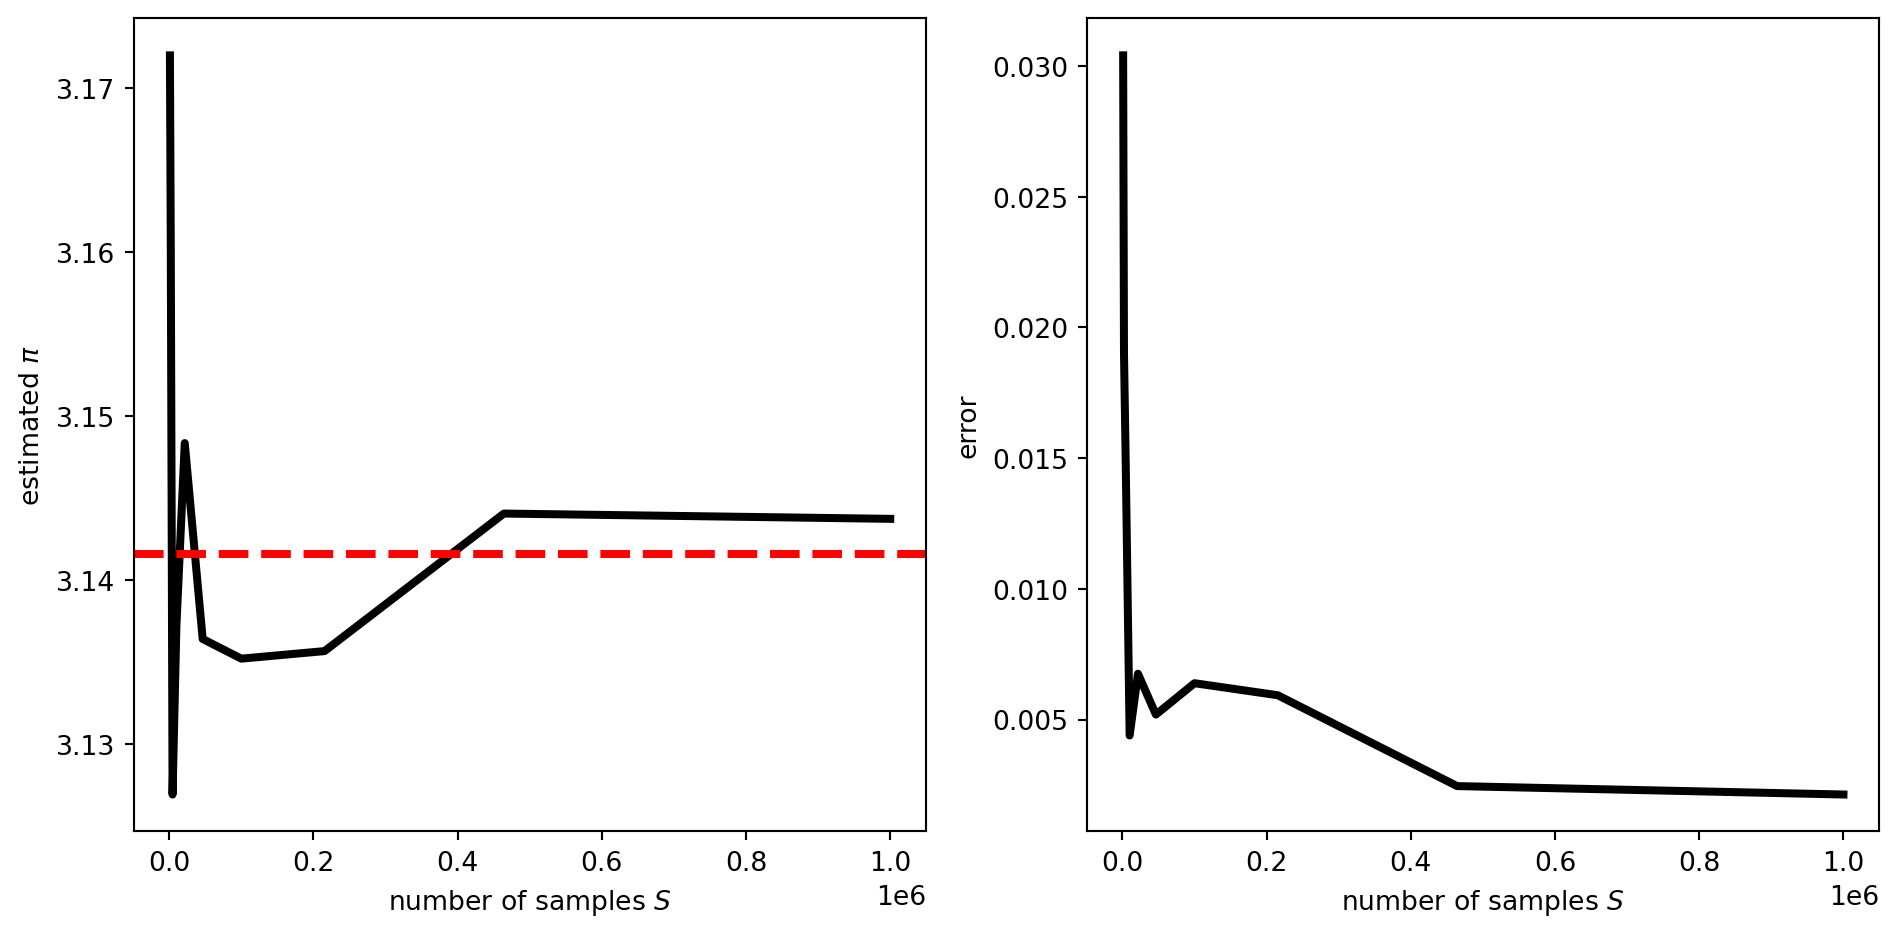 3.17
3.16
3.15
3.14
3.13
estimated π
0.0 0.2 0.4 0.6 0.8 1.0
1e6
number of samples S
0.030
0.025
0.020
0.015
0.010
0.005
error
0.0 0.2 0.4 0.6 0.8 1.0
1e6
number of samples S